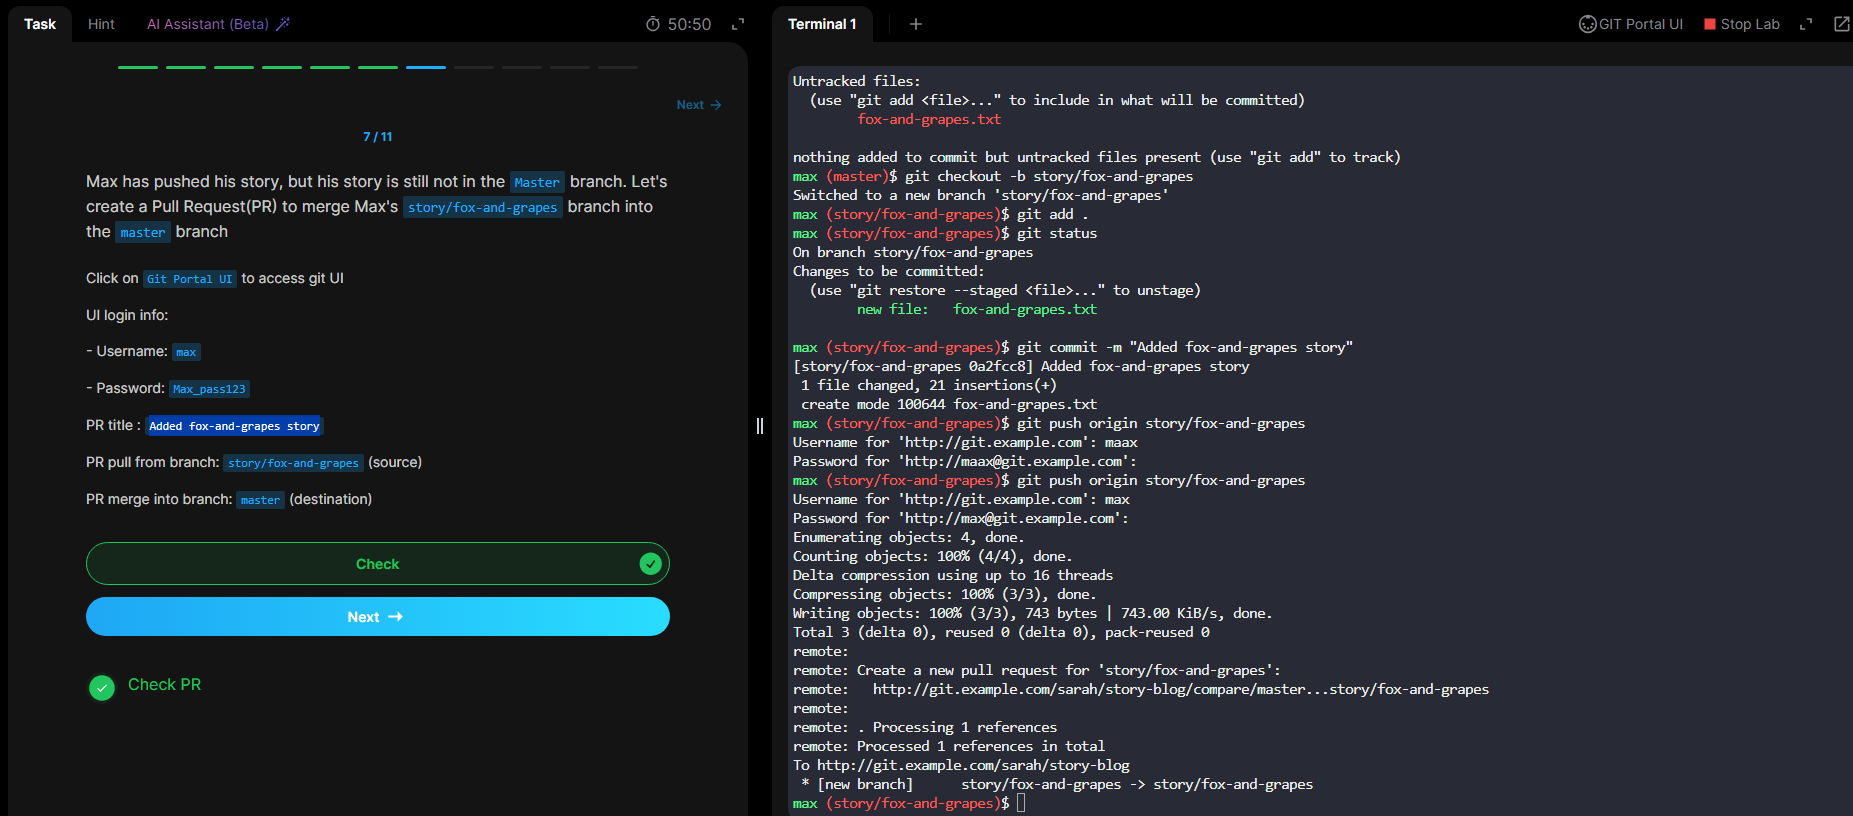 Task
Hint
AI Assistant (Beta)
50:50
Next →
7 / 11
Max has pushed his story, but his story is still not in the Master branch. Let's
create a Pull Request(PR) to merge Max's story/fox-and-grapes branch into
the master branch
Click on Git Portal UI to access git UI
UI login info:
- Username: max
- Password: Max_pass123
PR title : Added fox-and-grapes story
PR pull from branch: story/fox-and-grapes (source)
PR merge into branch: master (destination)
Check
Next →
Check PR
Terminal 1
+
GIT Portal UI
Stop Lab
Untracked files:
(use "git add <file>..." to include in what will be committed)
fox-and-grapes.txt
nothing added to commit but untracked files present (use "git add" to track)
max (master)$ git checkout -b story/fox-and-grapes
Switched to a new branch 'story/fox-and-grapes'
max (story/fox-and-grapes)$ git add .
max (story/fox-and-grapes)$ git status
On branch story/fox-and-grapes
Changes to be committed:
(use "git restore --staged <file>..." to unstage)
new file:   fox-and-grapes.txt
max (story/fox-and-grapes)$ git commit -m "Added fox-and-grapes story"
[story/fox-and-grapes 0a2fcc8] Added fox-and-grapes story
1 file changed, 21 insertions(+)
create mode 100644 fox-and-grapes.txt
max (story/fox-and-grapes)$ git push origin story/fox-and-grapes
Username for 'http://git.example.com': maax
Password for 'http://maax@git.example.com':
max (story/fox-and-grapes)$ git push origin story/fox-and-grapes
Username for 'http://git.example.com': max
Password for 'http://max@git.example.com':
Enumerating objects: 4, done.
Counting objects: 100% (4/4), done.
Delta compression using up to 16 threads
Compressing objects: 100% (3/3), done.
Writing objects: 100% (3/3), 743 bytes | 743.00 KiB/s, done.
Total 3 (delta 0), reused 0 (delta 0), pack-reused 0
remote:
remote: Create a new pull request for 'story/fox-and-grapes':
remote:   http://git.example.com/sarah/story-blog/compare/master...story/fox-and-grapes
remote:
remote: . Processing 1 references
remote: Processed 1 references in total
To http://git.example.com/sarah/story-blog
* [new branch]      story/fox-and-grapes -> story/fox-and-grapes
max (story/fox-and-grapes)$